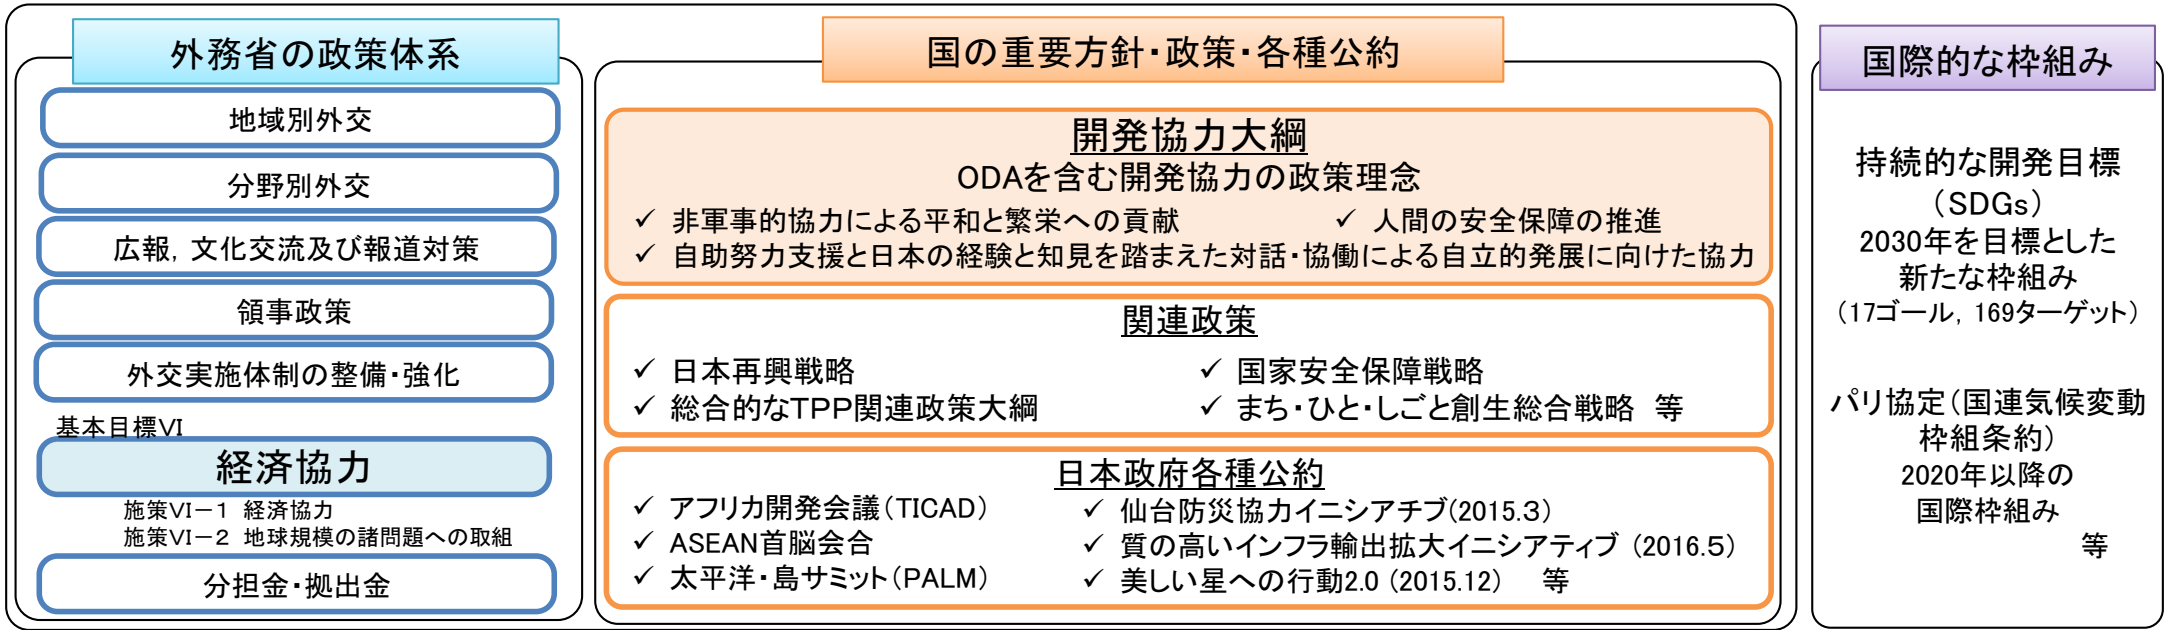 外務省の政策体系
地域別外交
分野別外交
広報，文化交流及び報道対策
領事政策
外交実施体制の整備・強化
基本目標Ⅵ
経済協力
施策Ⅵ－１ 経済協力
施策Ⅵ－２ 地球規模の諸問題への取組
分担金・拠出金
国の重要方針・政策・各種公約
開発協力大綱
ODAを含む開発協力の政策理念
✓ 非軍事的協力による平和と繁栄への貢献 ✓ 人間の安全保障の推進
✓ 自助努力支援と日本の経験と知見を踏まえた対話・協働による自立的発展に向けた協力
関連政策
✓ 日本再興戦略 ✓ 国家安全保障戦略
✓ 総合的なTPP関連政策大綱 ✓ まち・ひと・しごと創生総合戦略 等
日本政府各種公約
✓ アフリカ開発会議（TICAD） ✓ 仙台防災協力イニシアチブ(2015.3)
✓ ASEAN首脳会合 ✓ 質の高いインフラ輸出拡大イニシアティブ (2016.5)
✓ 太平洋・島サミット（PALM） ✓ 美しい星への行動2.0 (2015.12) 等
国際的な枠組み
持続的な開発目標
（SDGs）
2030年を目標とした
新たな枠組み
（17ゴール，169ターゲット）
パリ協定（国連気候変動
枠組条約）
2020年以降の
国際枠組み
等